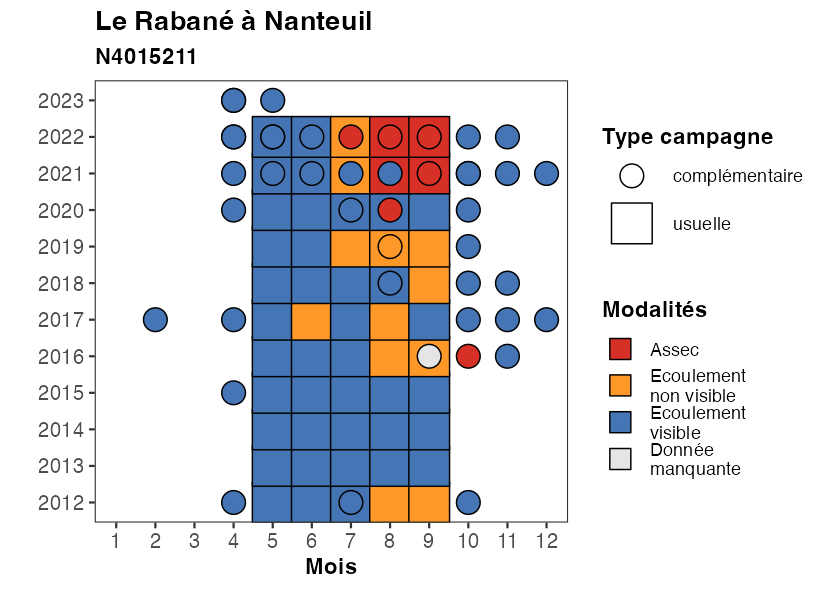 Le Rabané à Nanteuil
N4015211
2023
2022
2021
2020
2019
2018
2017
2016
2015
2014
2013
2012
1 2 3 4 5 6 7 8 9 10 11 12
Mois
Type campagne
complémentaire
usuelle
Modalités
Assec
Ecoulement
non visible
Ecoulement
visible
Donnée
manquante